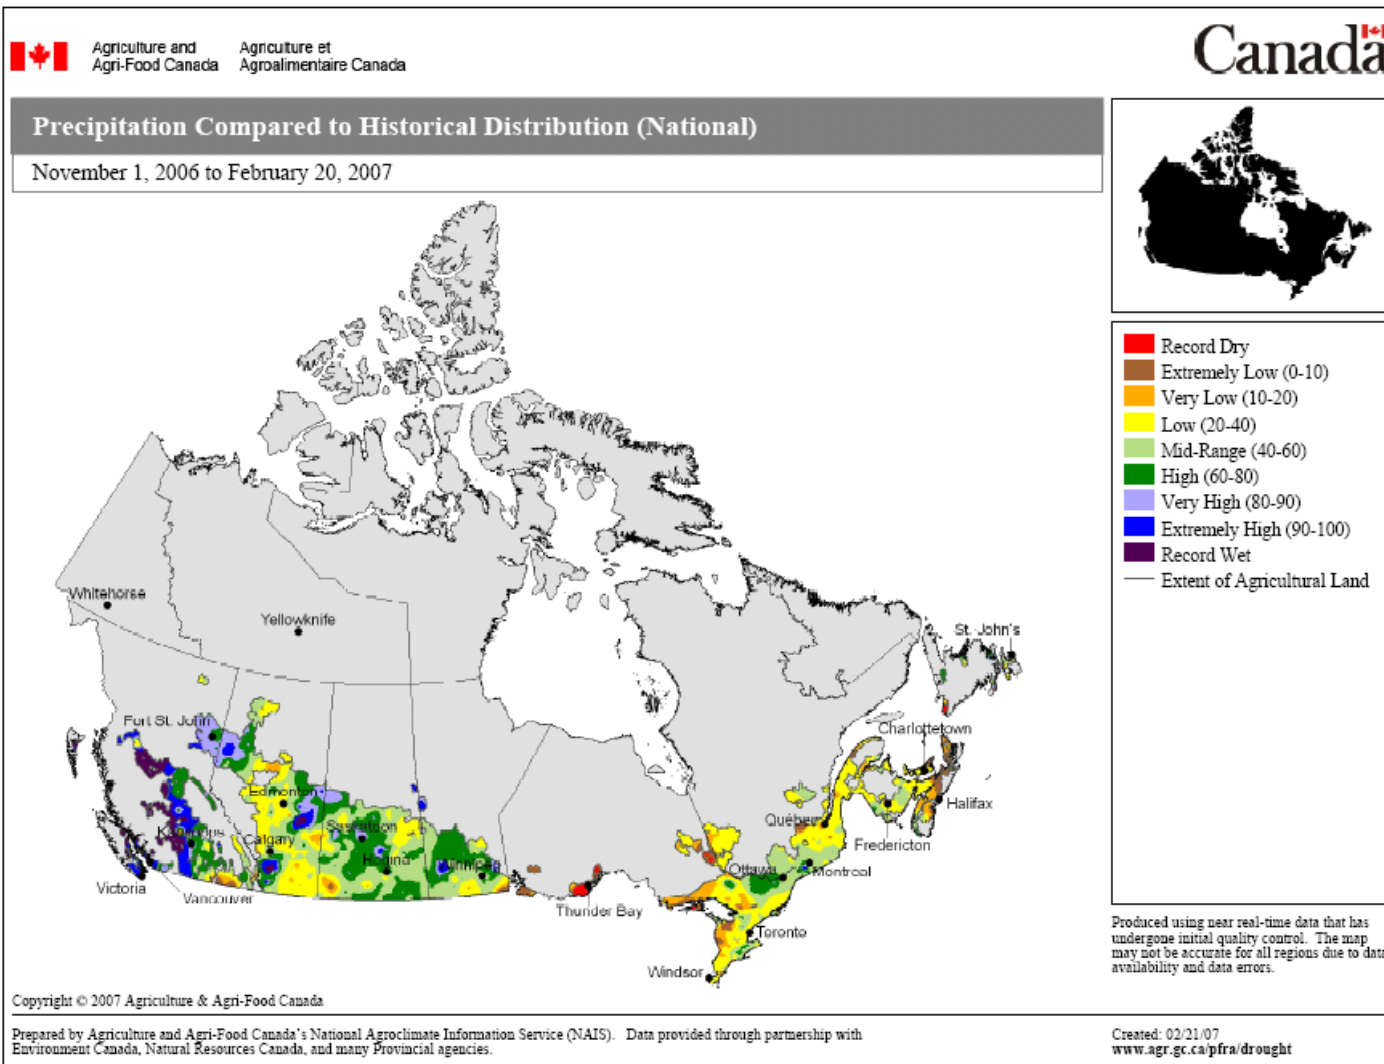 Agriculture and Agriculture et
Agri-Food Canada Agroalimentaire Canada
Canada
Precipitation Compared to Historical Distribution (National)
November 1, 2006 to February 20, 2007
Record Dry
Extremely Low (0-10)
Very Low (10-20)
Low (20-40)
Mid-Range (40-60)
High (60-80)
Very High (80-90)
Extremely High (90-100)
Record Wet
Extent of Agricultural Land
Whitehorse
Yellowknife
St. John's
Fort St. John
Charlottetown
Edmonton
Halifax
Québec
Saskatoon
Kamloops
Calgary
Fredericton
Regina
Winnipeg
Ottawa
Montreal
Victoria
Vancouver
Thunder Bay
Toronto
Windsor
Produced using near real-time data that has
undergone initial quality control. The map
may not be accurate for all regions due to data
availability and data errors.
Copyright © 2007 Agriculture & Agri-Food Canada
Prepared by Agriculture and Agri-Food Canada's National Agroclimate Information Service (NAIS). Data provided through partnership with
Environment Canada, Natural Resources Canada, and many Provincial agencies.
Created: 02/21/07
www.agr.gc.ca/pfra/drought